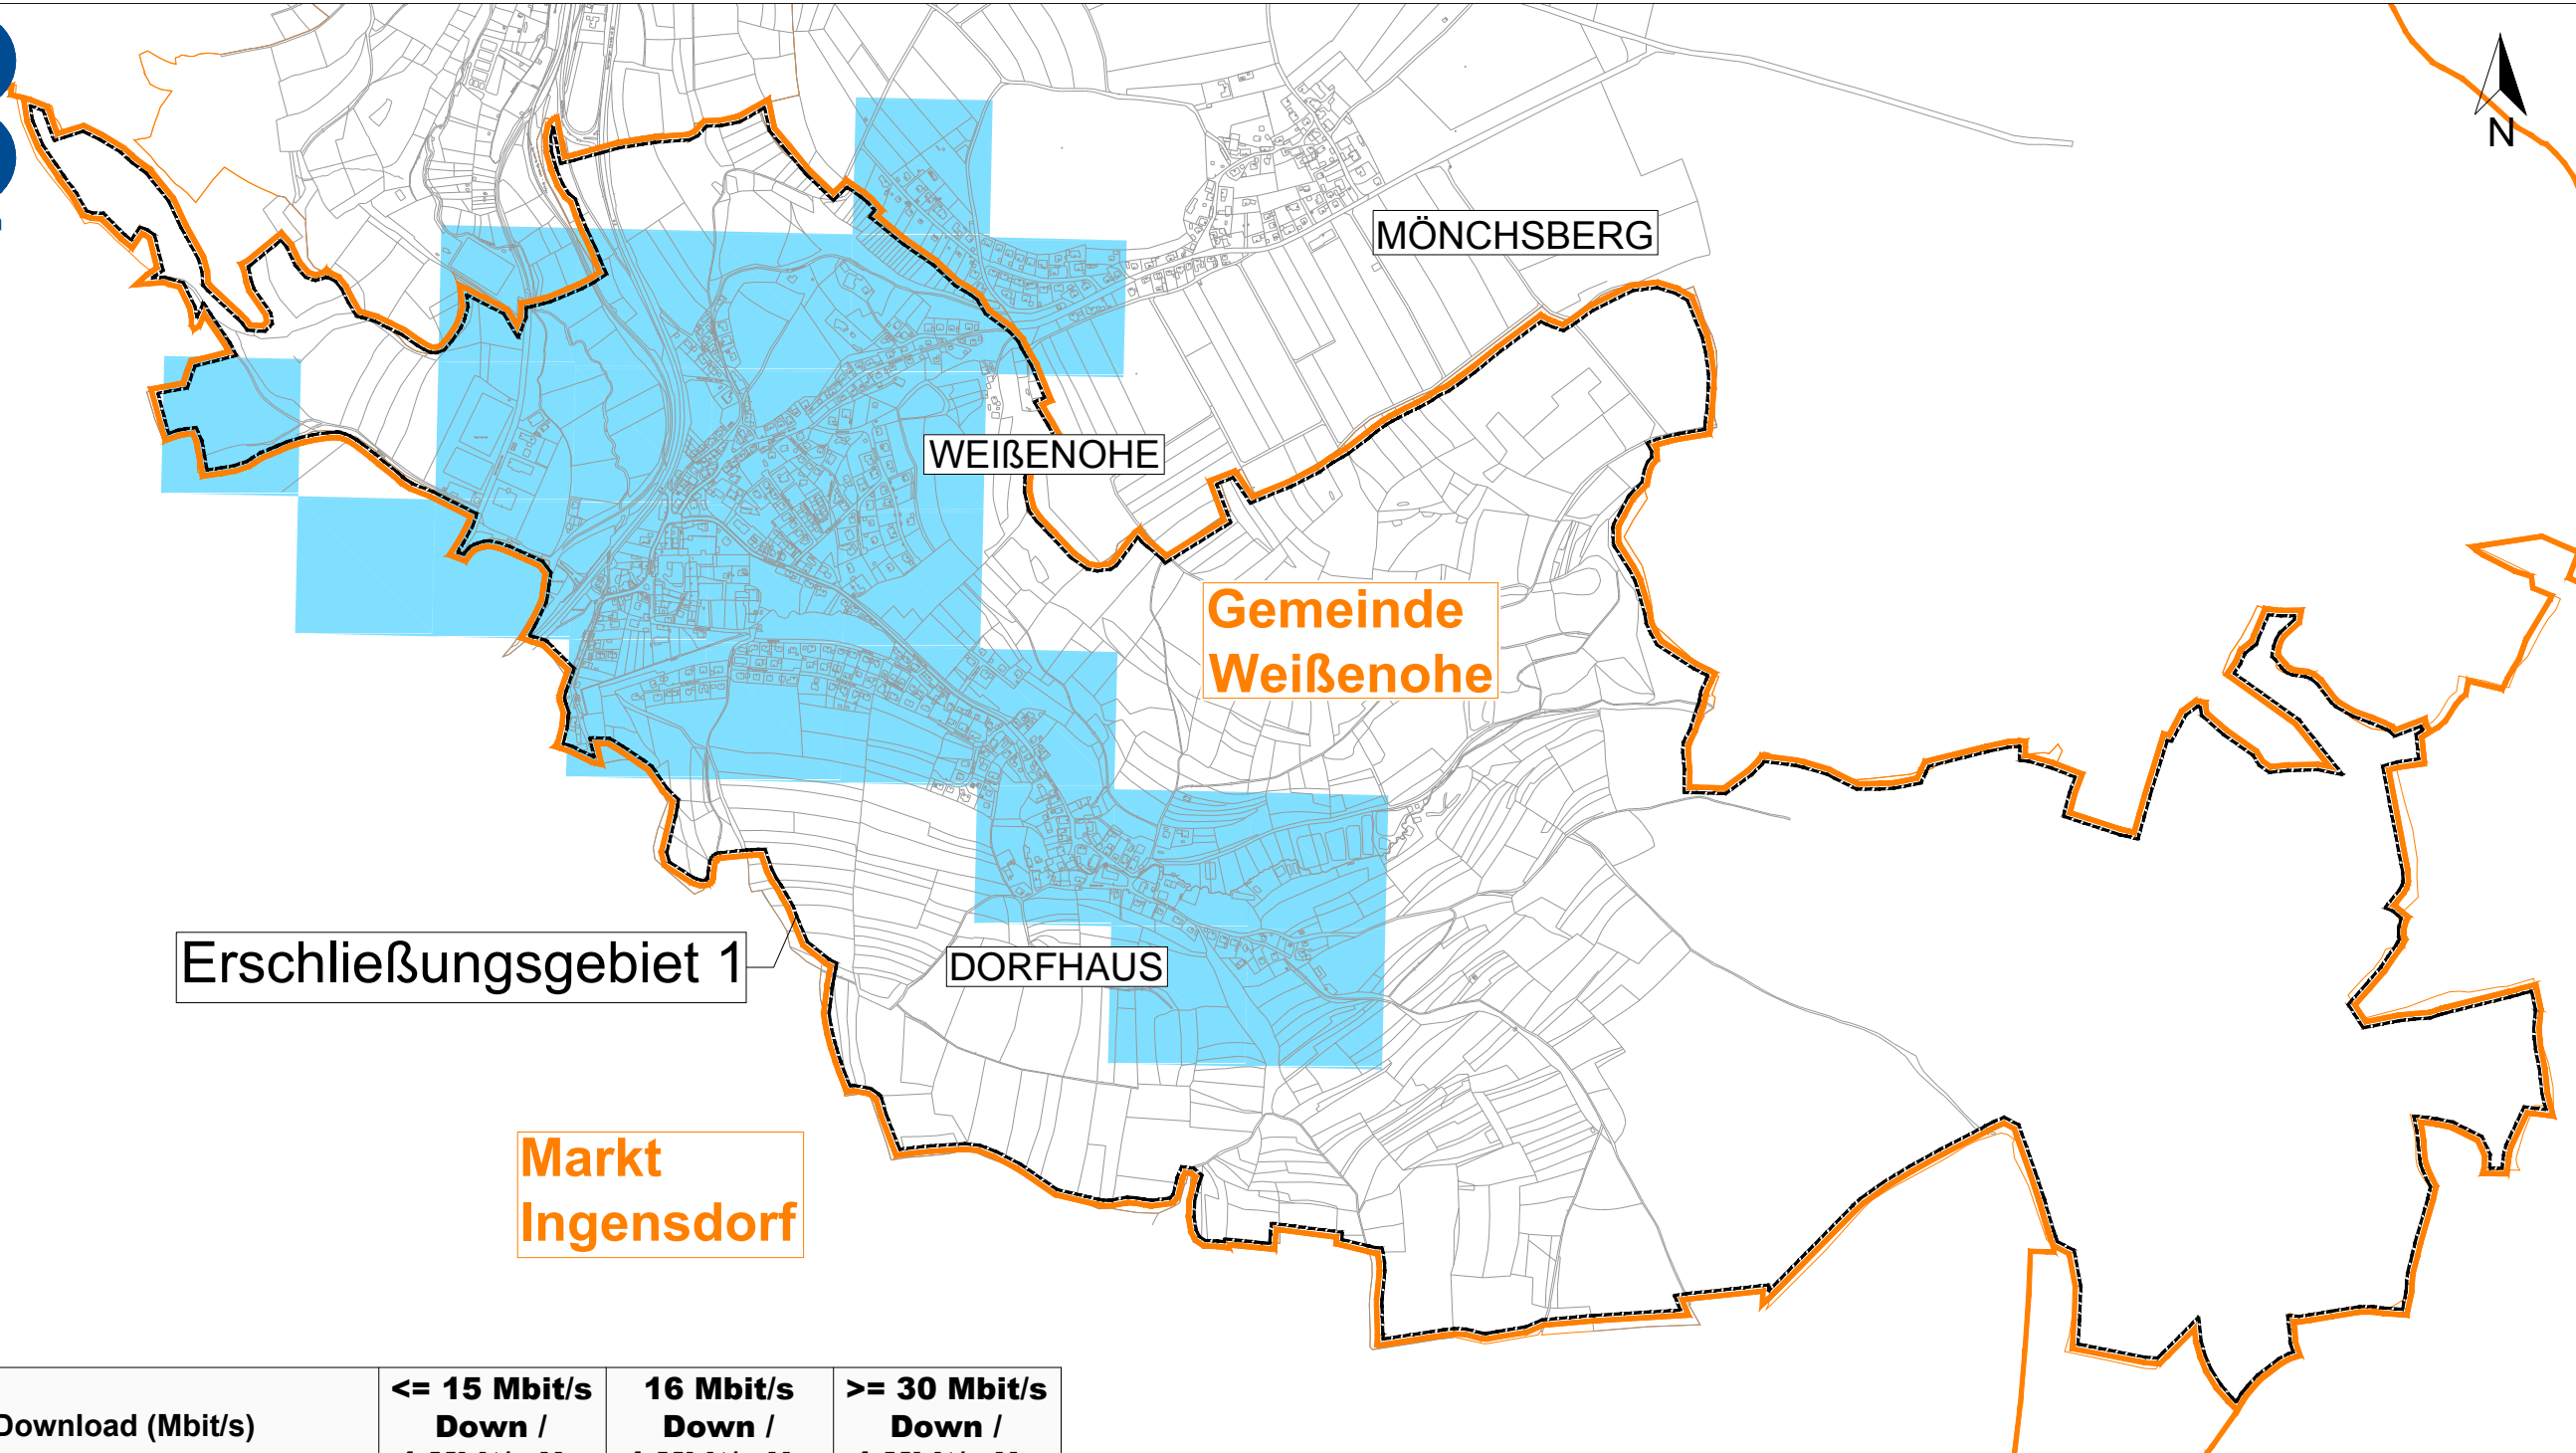 N
MÖNCHSBERG
WEIßENOHE
Gemeinde
Weißenohe
Erschließungsgebiet 1
DORFHAUS
Markt
Ingensdorf
Download (Mbit/s)
<= 15 Mbit/s
Down /
16 Mbit/s
Down /
>= 30 Mbit/s
Down /